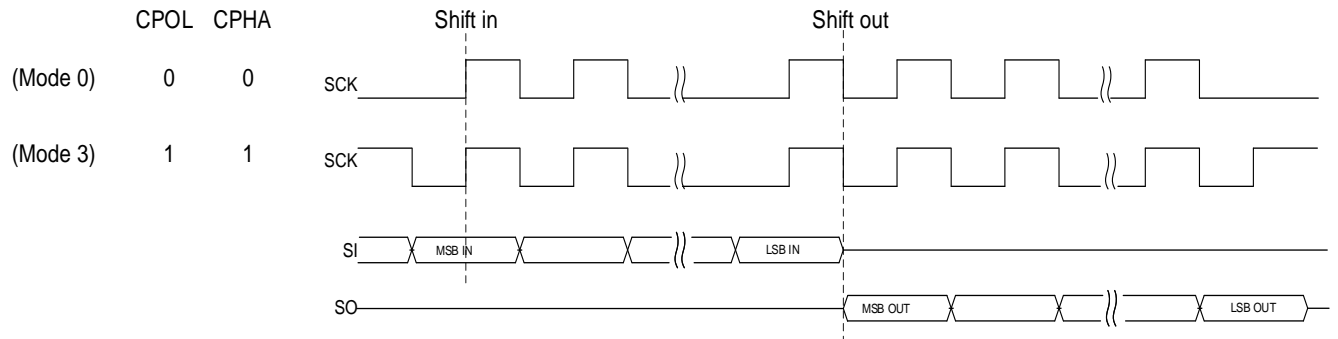 CPOL CPHA Shift in Shift out
(Mode 0) 0 0 SCK
(Mode 3) 1 1 SCK
SI MSB IN LSB IN
SO MSB OUT LSB OUT